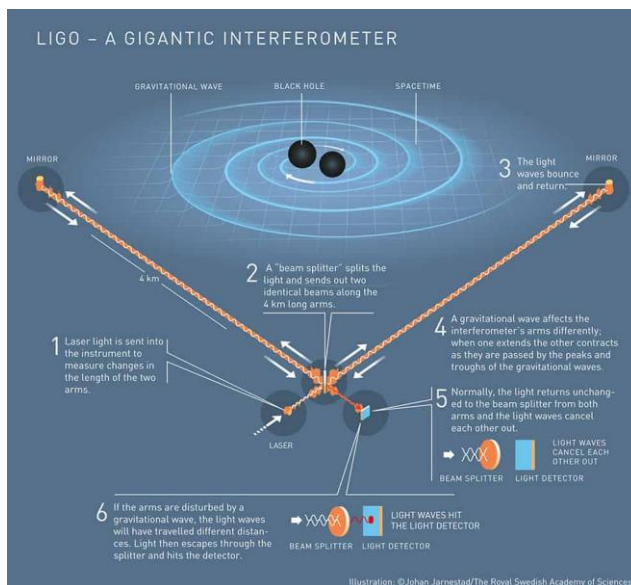 LIGO – A GIGANTIC INTERFEROMETER
GRAVITATIONAL WAVE
BLACK HOLE
SPACETIME
MIRROR
3 The light
waves bounce
and return.
MIRROR
4 km
2 A "beam splitter" splits the
light and sends out two
identical beams along the
4 km long arms.
1 Laser light is sent into
the instrument to
measure changes in
the length of the two
arms.
4 A gravitational wave affects the
interferometer's arms differently;
when one extends the other contracts
as they are passed by the peaks and
troughs of the gravitational waves.
LASER
5 Normally, the light returns unchang-
ed to the beam splitter from both
arms and the light waves cancel
each other out.
LIGHT WAVES
CANCEL EACH
OTHER OUT
BEAM SPLITTER
LIGHT DETECTOR
6 If the arms are disturbed by a
gravitational wave, the light waves
will have travelled different distan-
ces. Light then escapes through the
splitter and hits the detector.
LIGHT WAVES HIT
THE LIGHT DETECTOR
BEAM SPLITTER
LIGHT DETECTOR
Illustration: ©Johan Jarnestad/The Royal Swedish Academy of Sciences